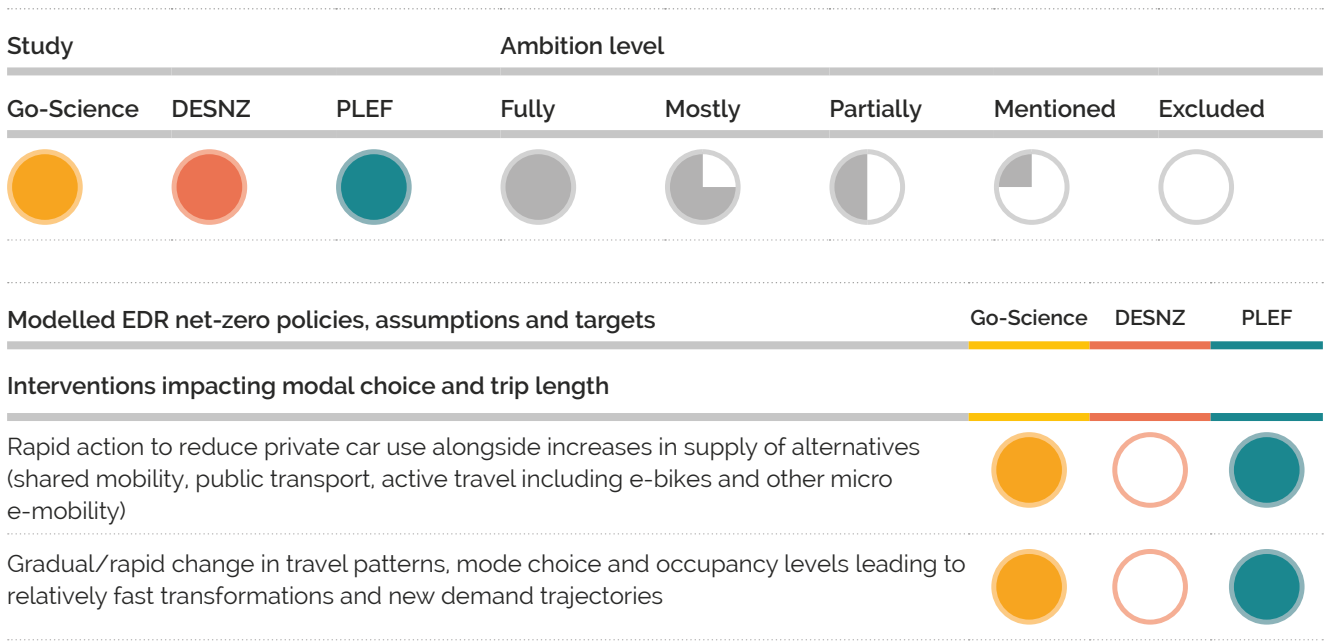 Study Ambition level
Go-Science DESNZ PLEF Fully Mostly Partially Mentioned Excluded
Modelled EDR net-zero policies, assumptions and targets Go-Science DESNZ PLEF
Interventions impacting modal choice and trip length
Rapid action to reduce private car use alongside increases in supply of alternatives
(shared mobility, public transport, active travel including e-bikes and other micro
e-mobility)
Gradual/rapid change in travel patterns, mode choice and occupancy levels leading to
relatively fast transformations and new demand trajectories